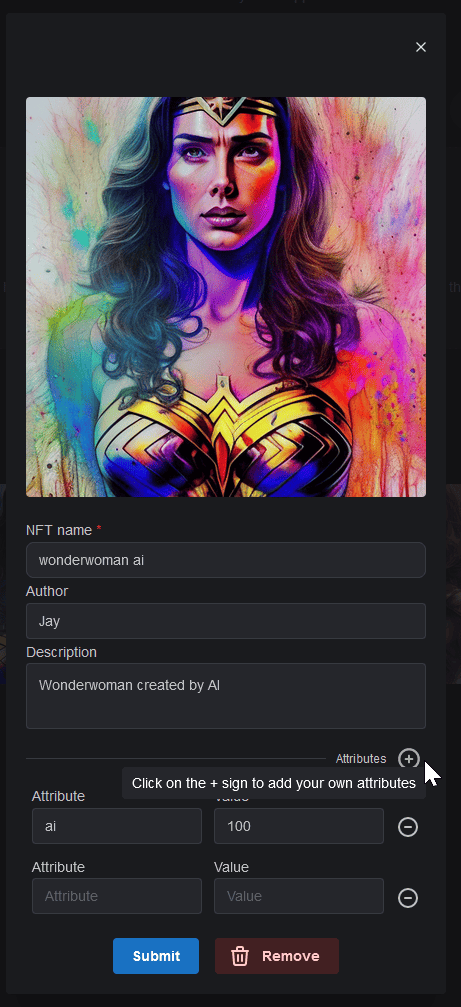 NFT name *
wonderwoman ai
Author
Jay
Description
Wonderwoman created by AI
Attributes
Click on the + sign to add your own attributes
Attribute
ai 100
Attribute Value
Attribute Value
Submit Remove